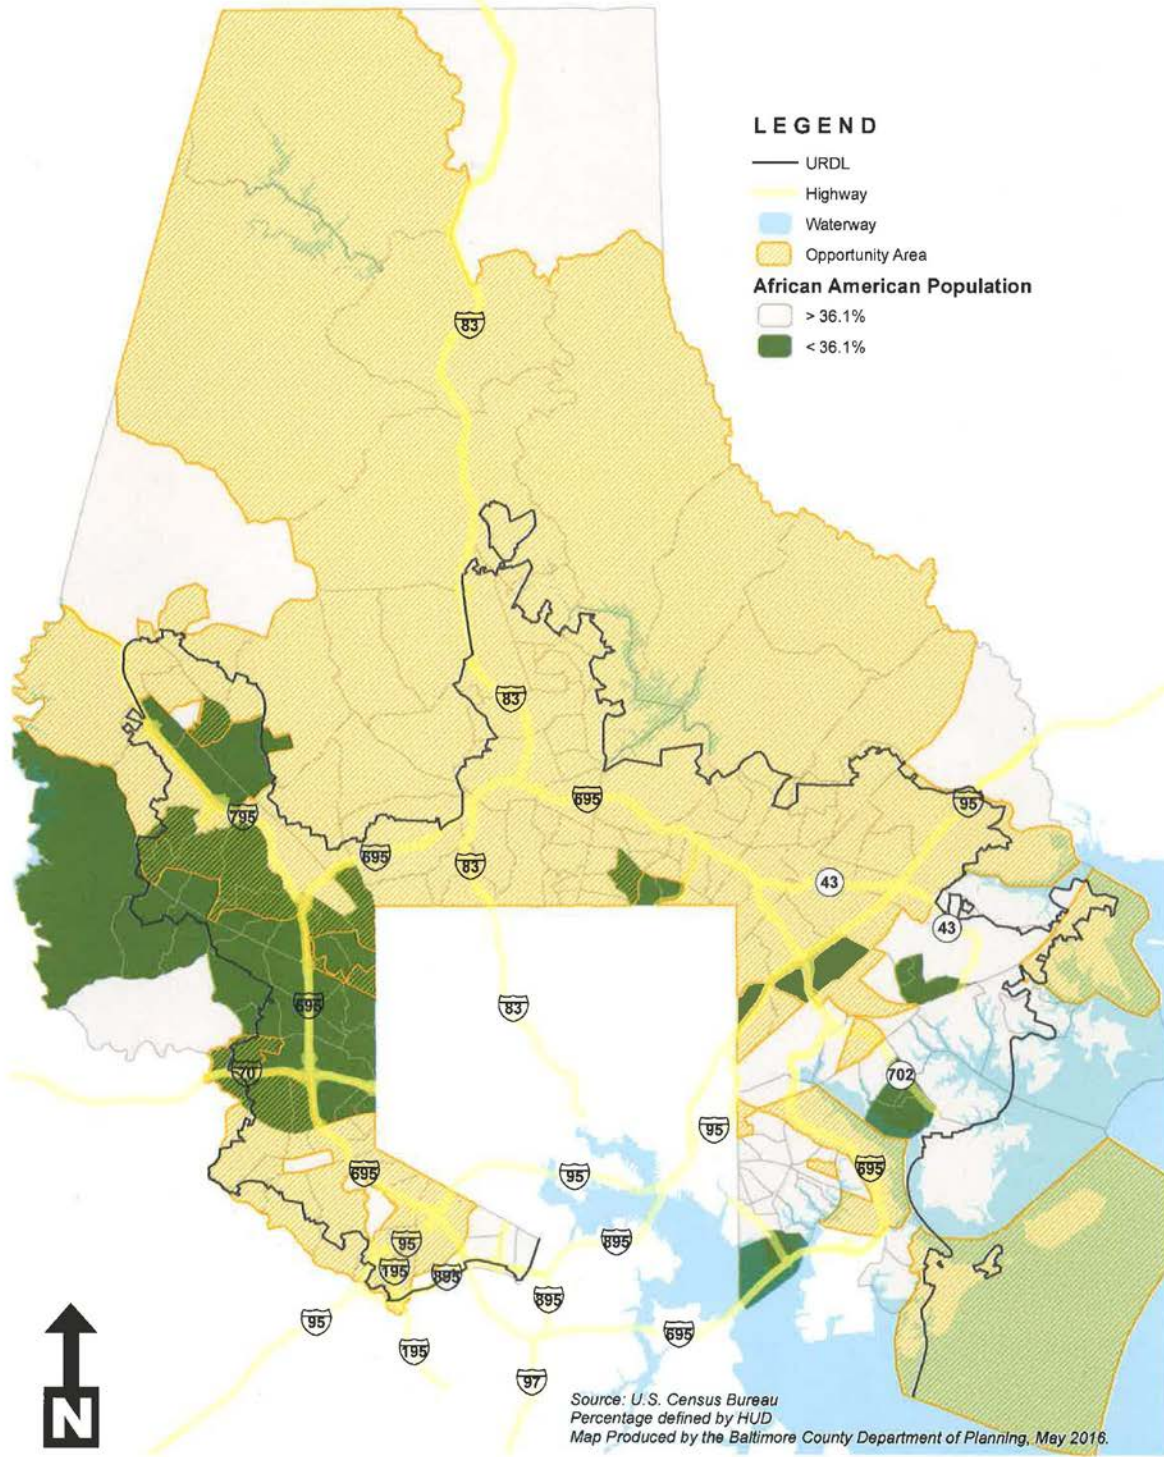 LEGEND
URDL
Highway
Waterway
Opportunity Area
African American Population
> 36.1%
< 36.1%
83
83
795
695
695
83
95
43
43
83
695
70
702
95
695
695
95
95
895
195
895
895
95
695
195
97
N
Source: U.S. Census Bureau
Percentage defined by HUD
Map Produced by the Baltimore County Department of Planning, May 2016.